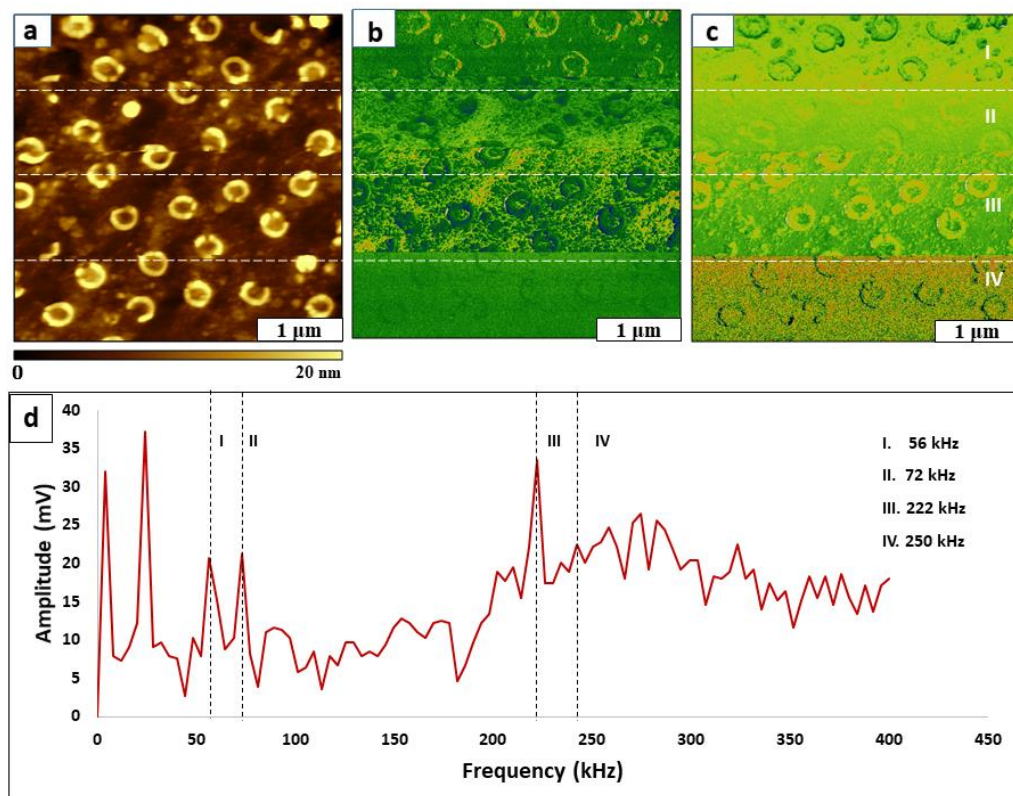 a
b
c
I
II
III
IV
1 µm
1 µm
1 µm
0
20 nm
d
40
35
30
25
20
15
10
5
0
Amplitude (mV)
I
II
III
IV
I. 56 kHz
II. 72 kHz
III. 222 kHz
IV. 250 kHz
0 50 100 150 200 250 300 350 400 450
Frequency (kHz)